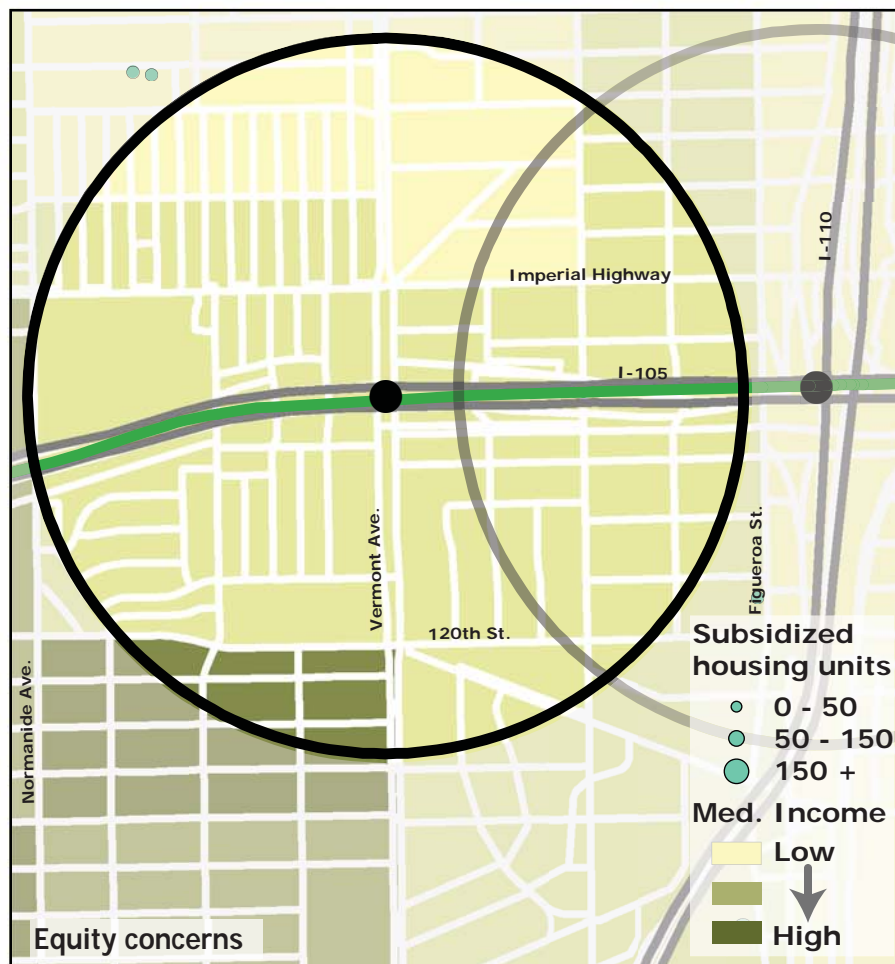 I-110
Imperial Highway
I-105
Vermont Ave.
Figueroa St.
120th St.
Normanide Ave.
Subsidized
housing units
0 - 50
50 - 150
150 +
Med. Income
Low
High
Equity concerns